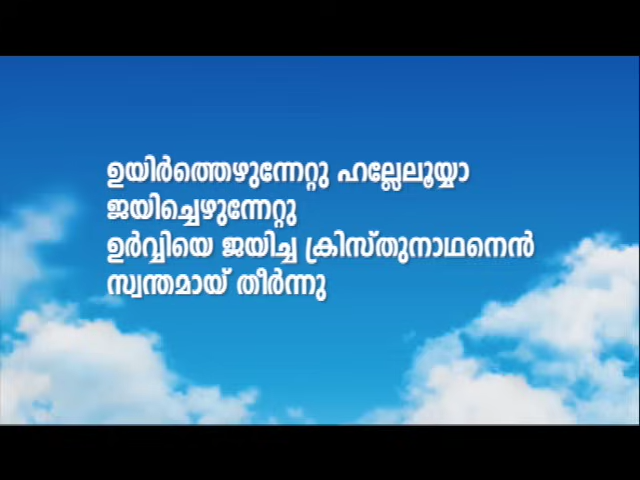 ഉയിർത്തെഴുന്നേറ്റു ഹല്ലേലൂയ്യാ
ജയിച്ചെഴുന്നേറ്റു
ഉർവ്വിയെ ജയിച്ച ക്രിസ്തുനാഥനെൻ
സ്വന്തമായ് തീർന്നു